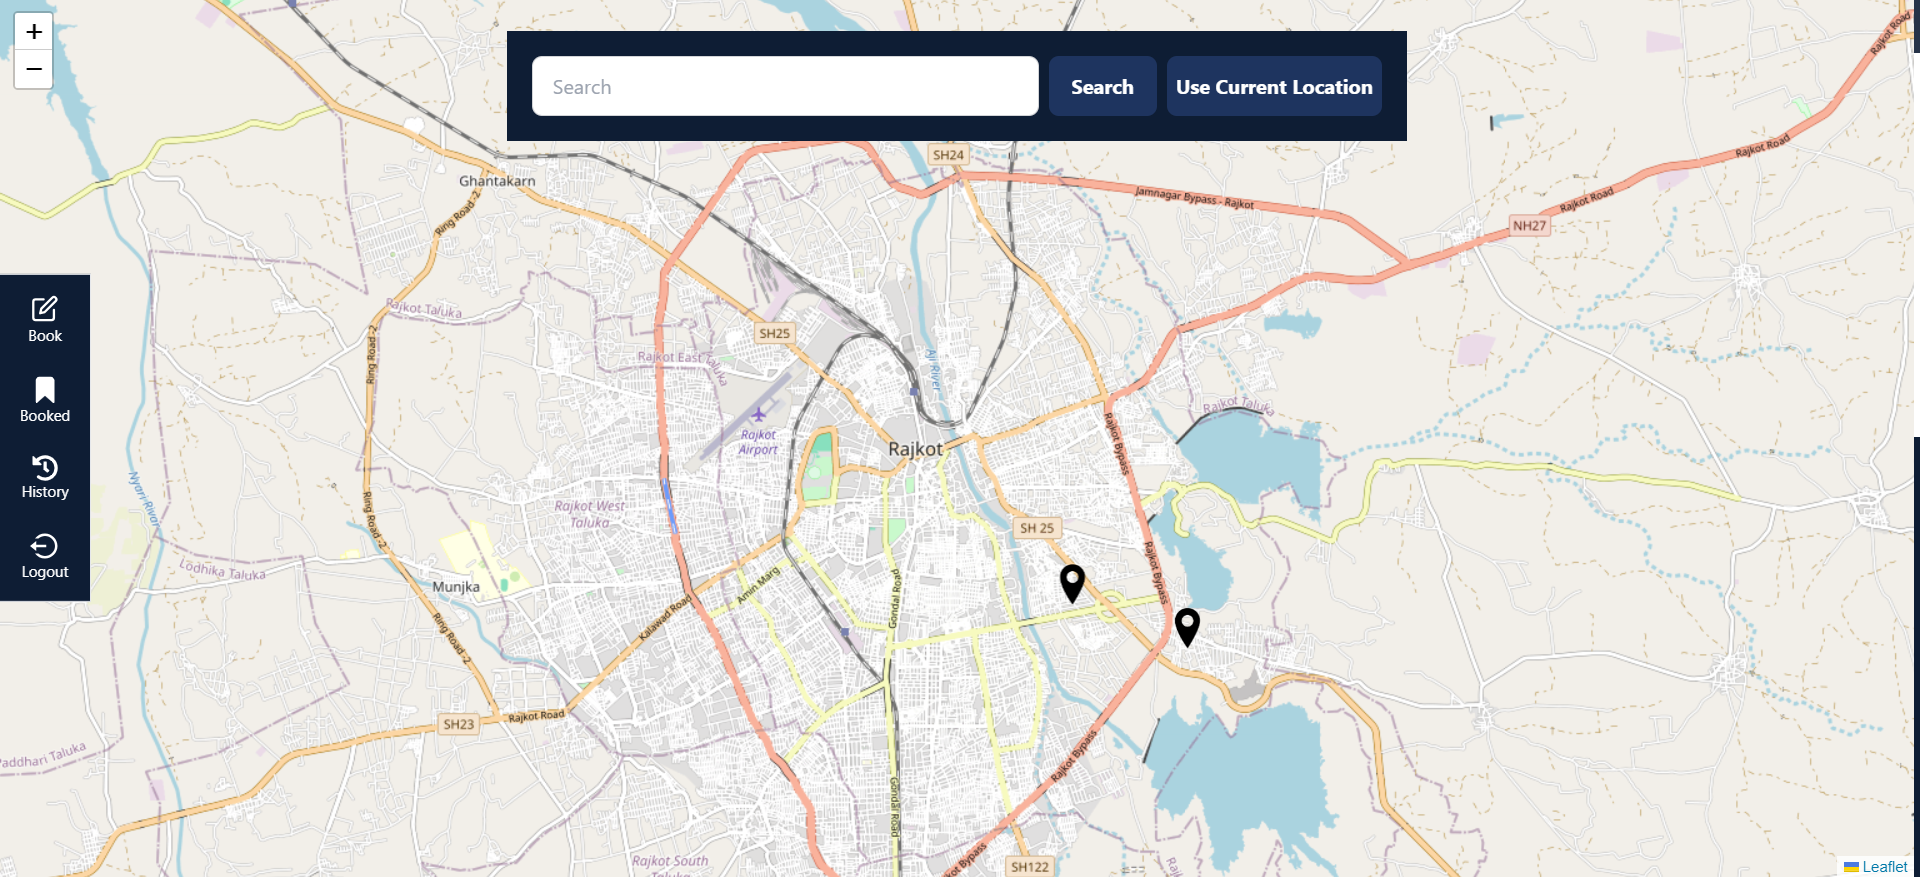 +
−
Search
Search
Use Current Location
Book
Booked
History
Logout
SH24
Ghantakarn
Ring Road -2
Jamnagar Bypass - Rajkot
Rajkot Road
Rajkot Road
Rajkot Road
NH27
Rajkot Taluka
SH25
Rajkot East Taluka
Ring Road -2
Aji River
Rajkot Taluka
Rajkot
Airport
Rajkot
Rajkot Bypass
Nyari River
Ring Road -2
Rajkot West
Taluka
SH 25
Lodhika Taluka
Munjka
Amin Marg
Gondal Road
Rajkot Bypass
Kalawad Road
Ring Road -2
SH23
Rajkot Road
Paddhari Taluka
Rajkot Bypass
Gondal Road
Rajkot South
Taluka
Bypass
SH122
Leaflet